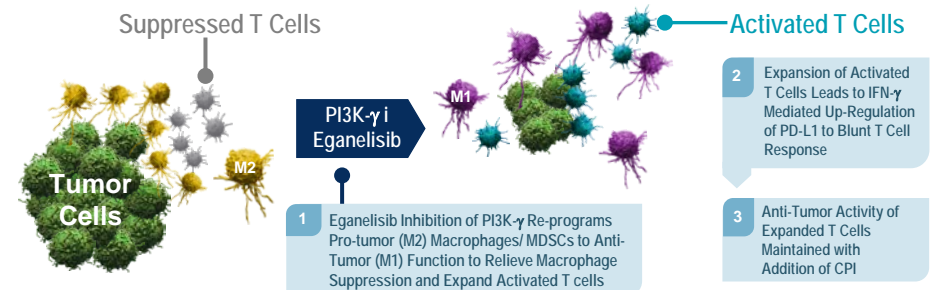 Suppressed T Cells
Activated T Cells
M2
Tumor
Cells
PI3K-γ i
Eganelisib
M1
1
Eganelisib Inhibition of PI3K-γ Re-programs
Pro-tumor (M2) Macrophages/ MDSCs to Anti-
Tumor (M1) Function to Relieve Macrophage
Suppression and Expand Activated T cells
2
Expansion of Activated
T Cells Leads to IFN-γ
Mediated Up-Regulation
of PD-L1 to Blunt T Cell
Response
3
Anti-Tumor Activity of
Expanded T Cells
Maintained with
Addition of CPI